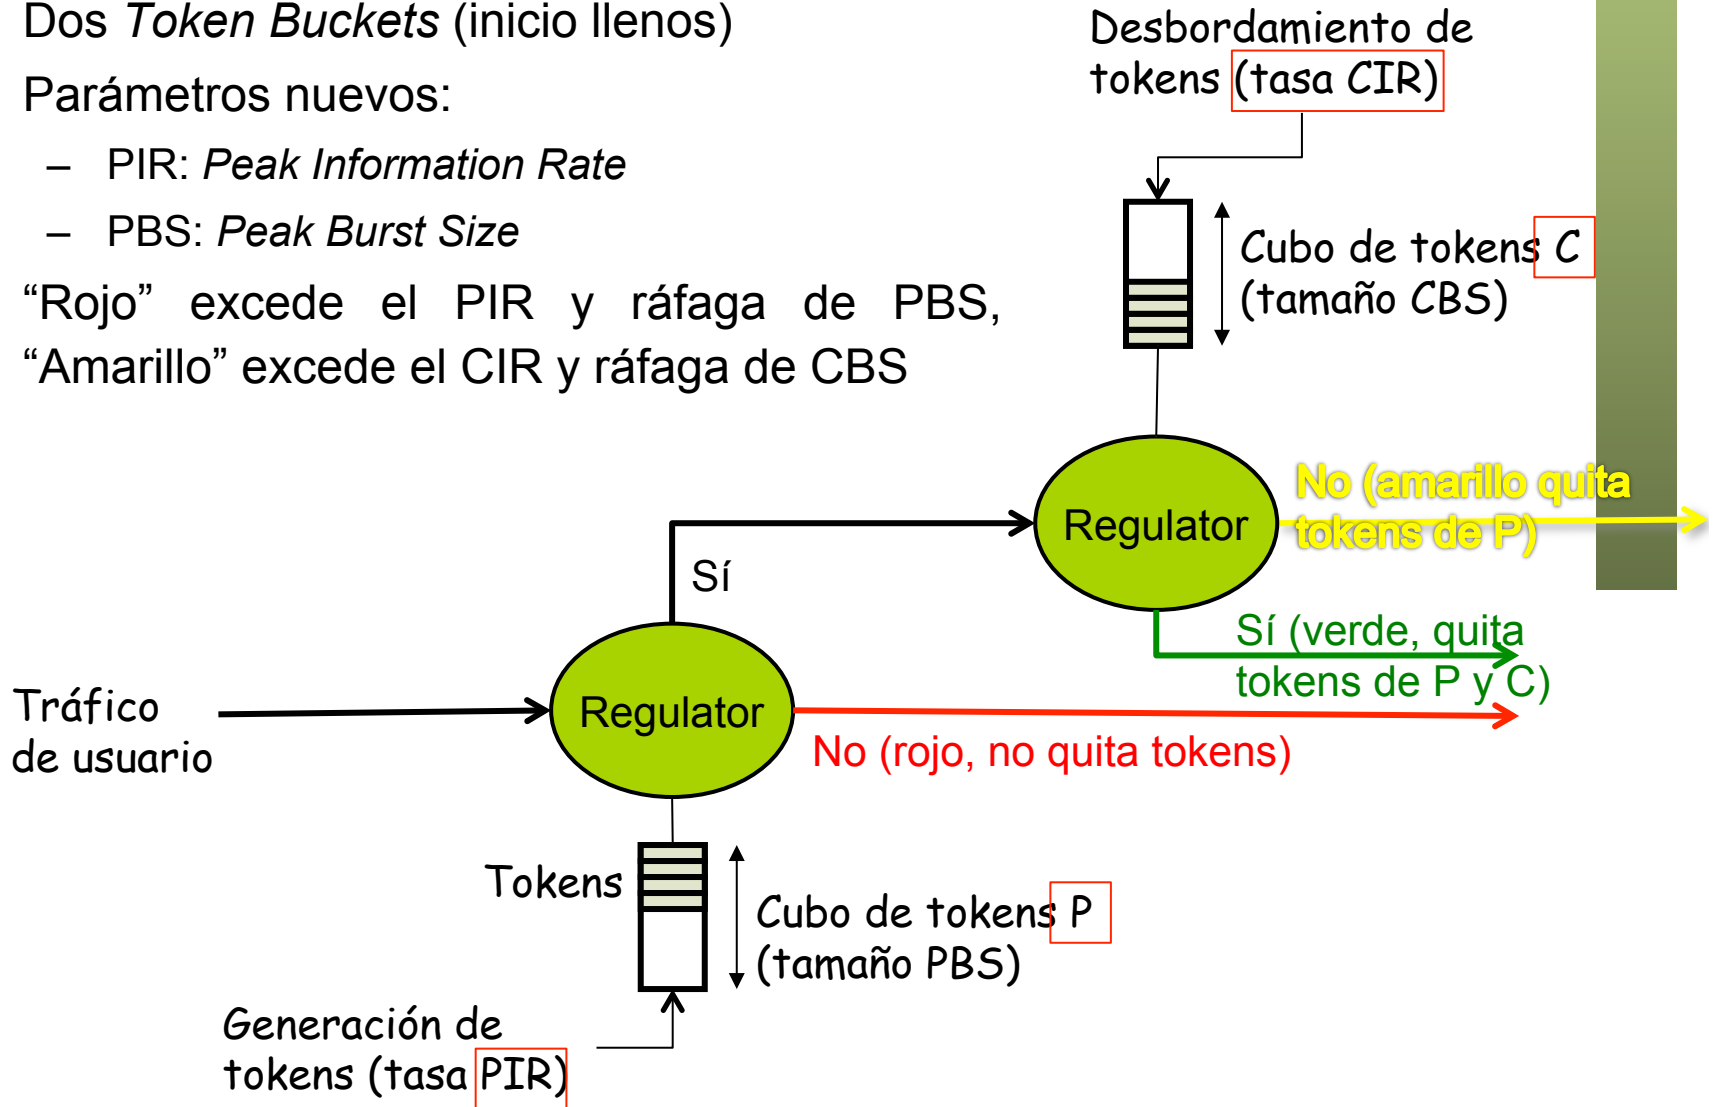 Dos Token Buckets (inicio llenos)
Parámetros nuevos:
– PIR: Peak Information Rate
– PBS: Peak Burst Size
“Rojo” excede el PIR y ráfaga de PBS,
“Amarillo” excede el CIR y ráfaga de CBS
Desbordamiento de
tokens (tasa CIR)
Cubo de tokens C
(tamaño CBS)
Regulator
No (amarillo quita
tokens de P)
Sí
Sí (verde, quita
tokens de P y C)
Tráfico
de usuario
Regulator
No (rojo, no quita tokens)
Tokens
Cubo de tokens P
(tamaño PBS)
Generación de
tokens (tasa PIR)